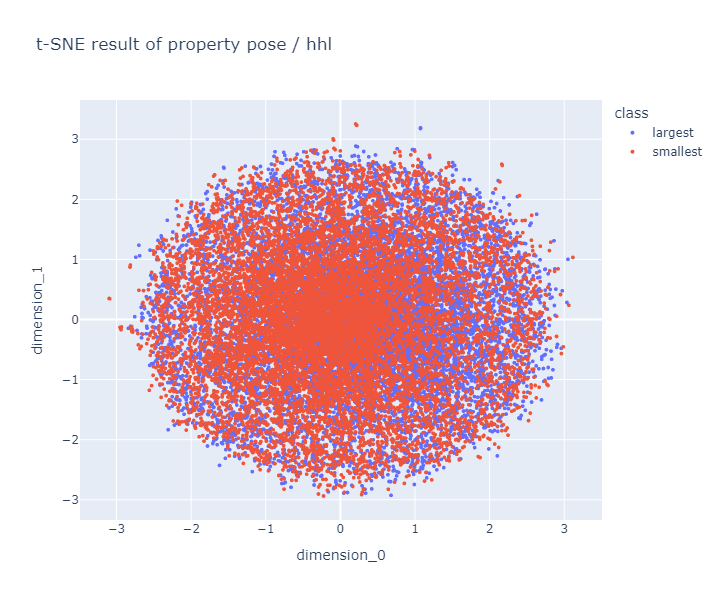 t-SNE result of property pose / hhl
class
largest
smallest
3
2
1
0
−1
−2
−3
dimension_1
−3
−2
−1
0
1
2
3
dimension_0